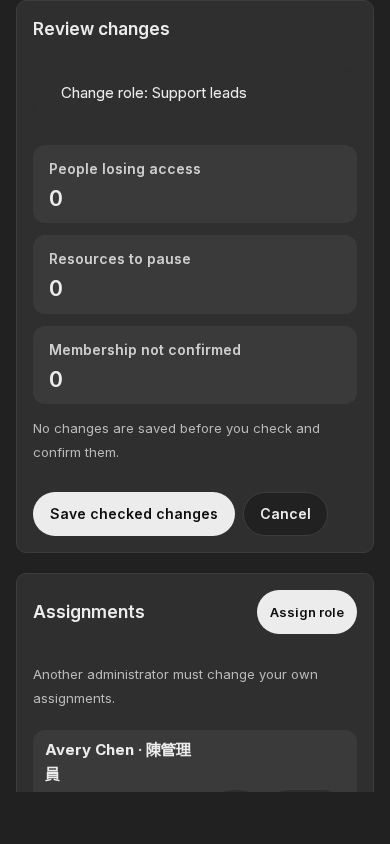 Review changes
Change role: Support leads
People losing access
0
Resources to pause
0
Membership not confirmed
0
No changes are saved before you check and
confirm them.
Save checked changes
Cancel
Assignments
Assign role
Another administrator must change your own
assignments.
Avery Chen · 陳管理
員